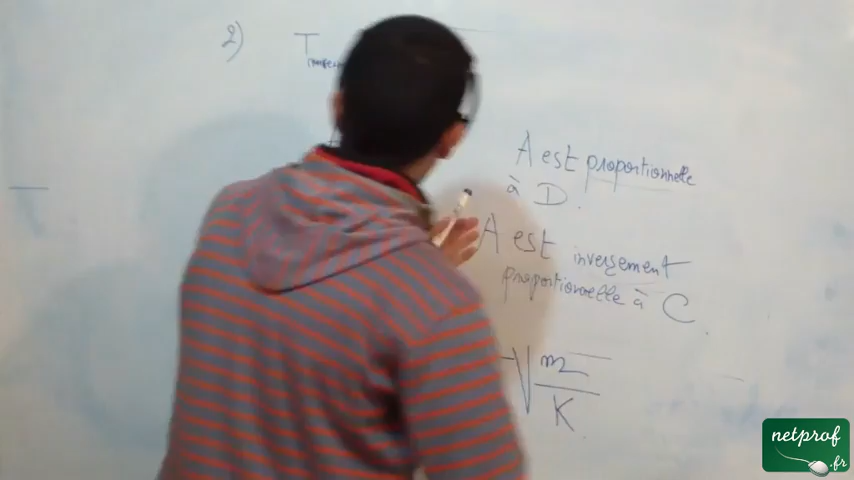 2)
A est proportionnelle
à D.
A est inversement
proportionnelle à C.
√m/K
netprof
.fr